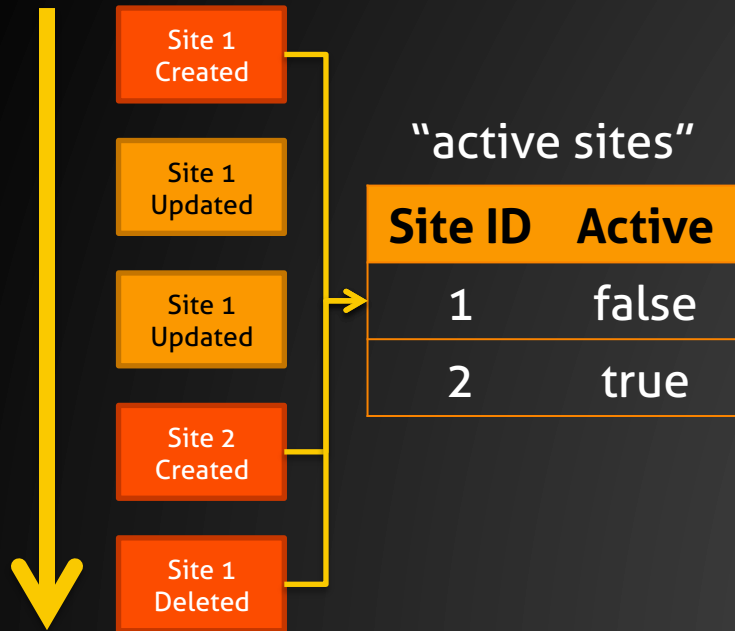 Site 1
Created
Site 1
Updated
Site 1
Updated
Site 2
Created
Site 1
Deleted
“active sites”
Site ID Active
1 false
2 true